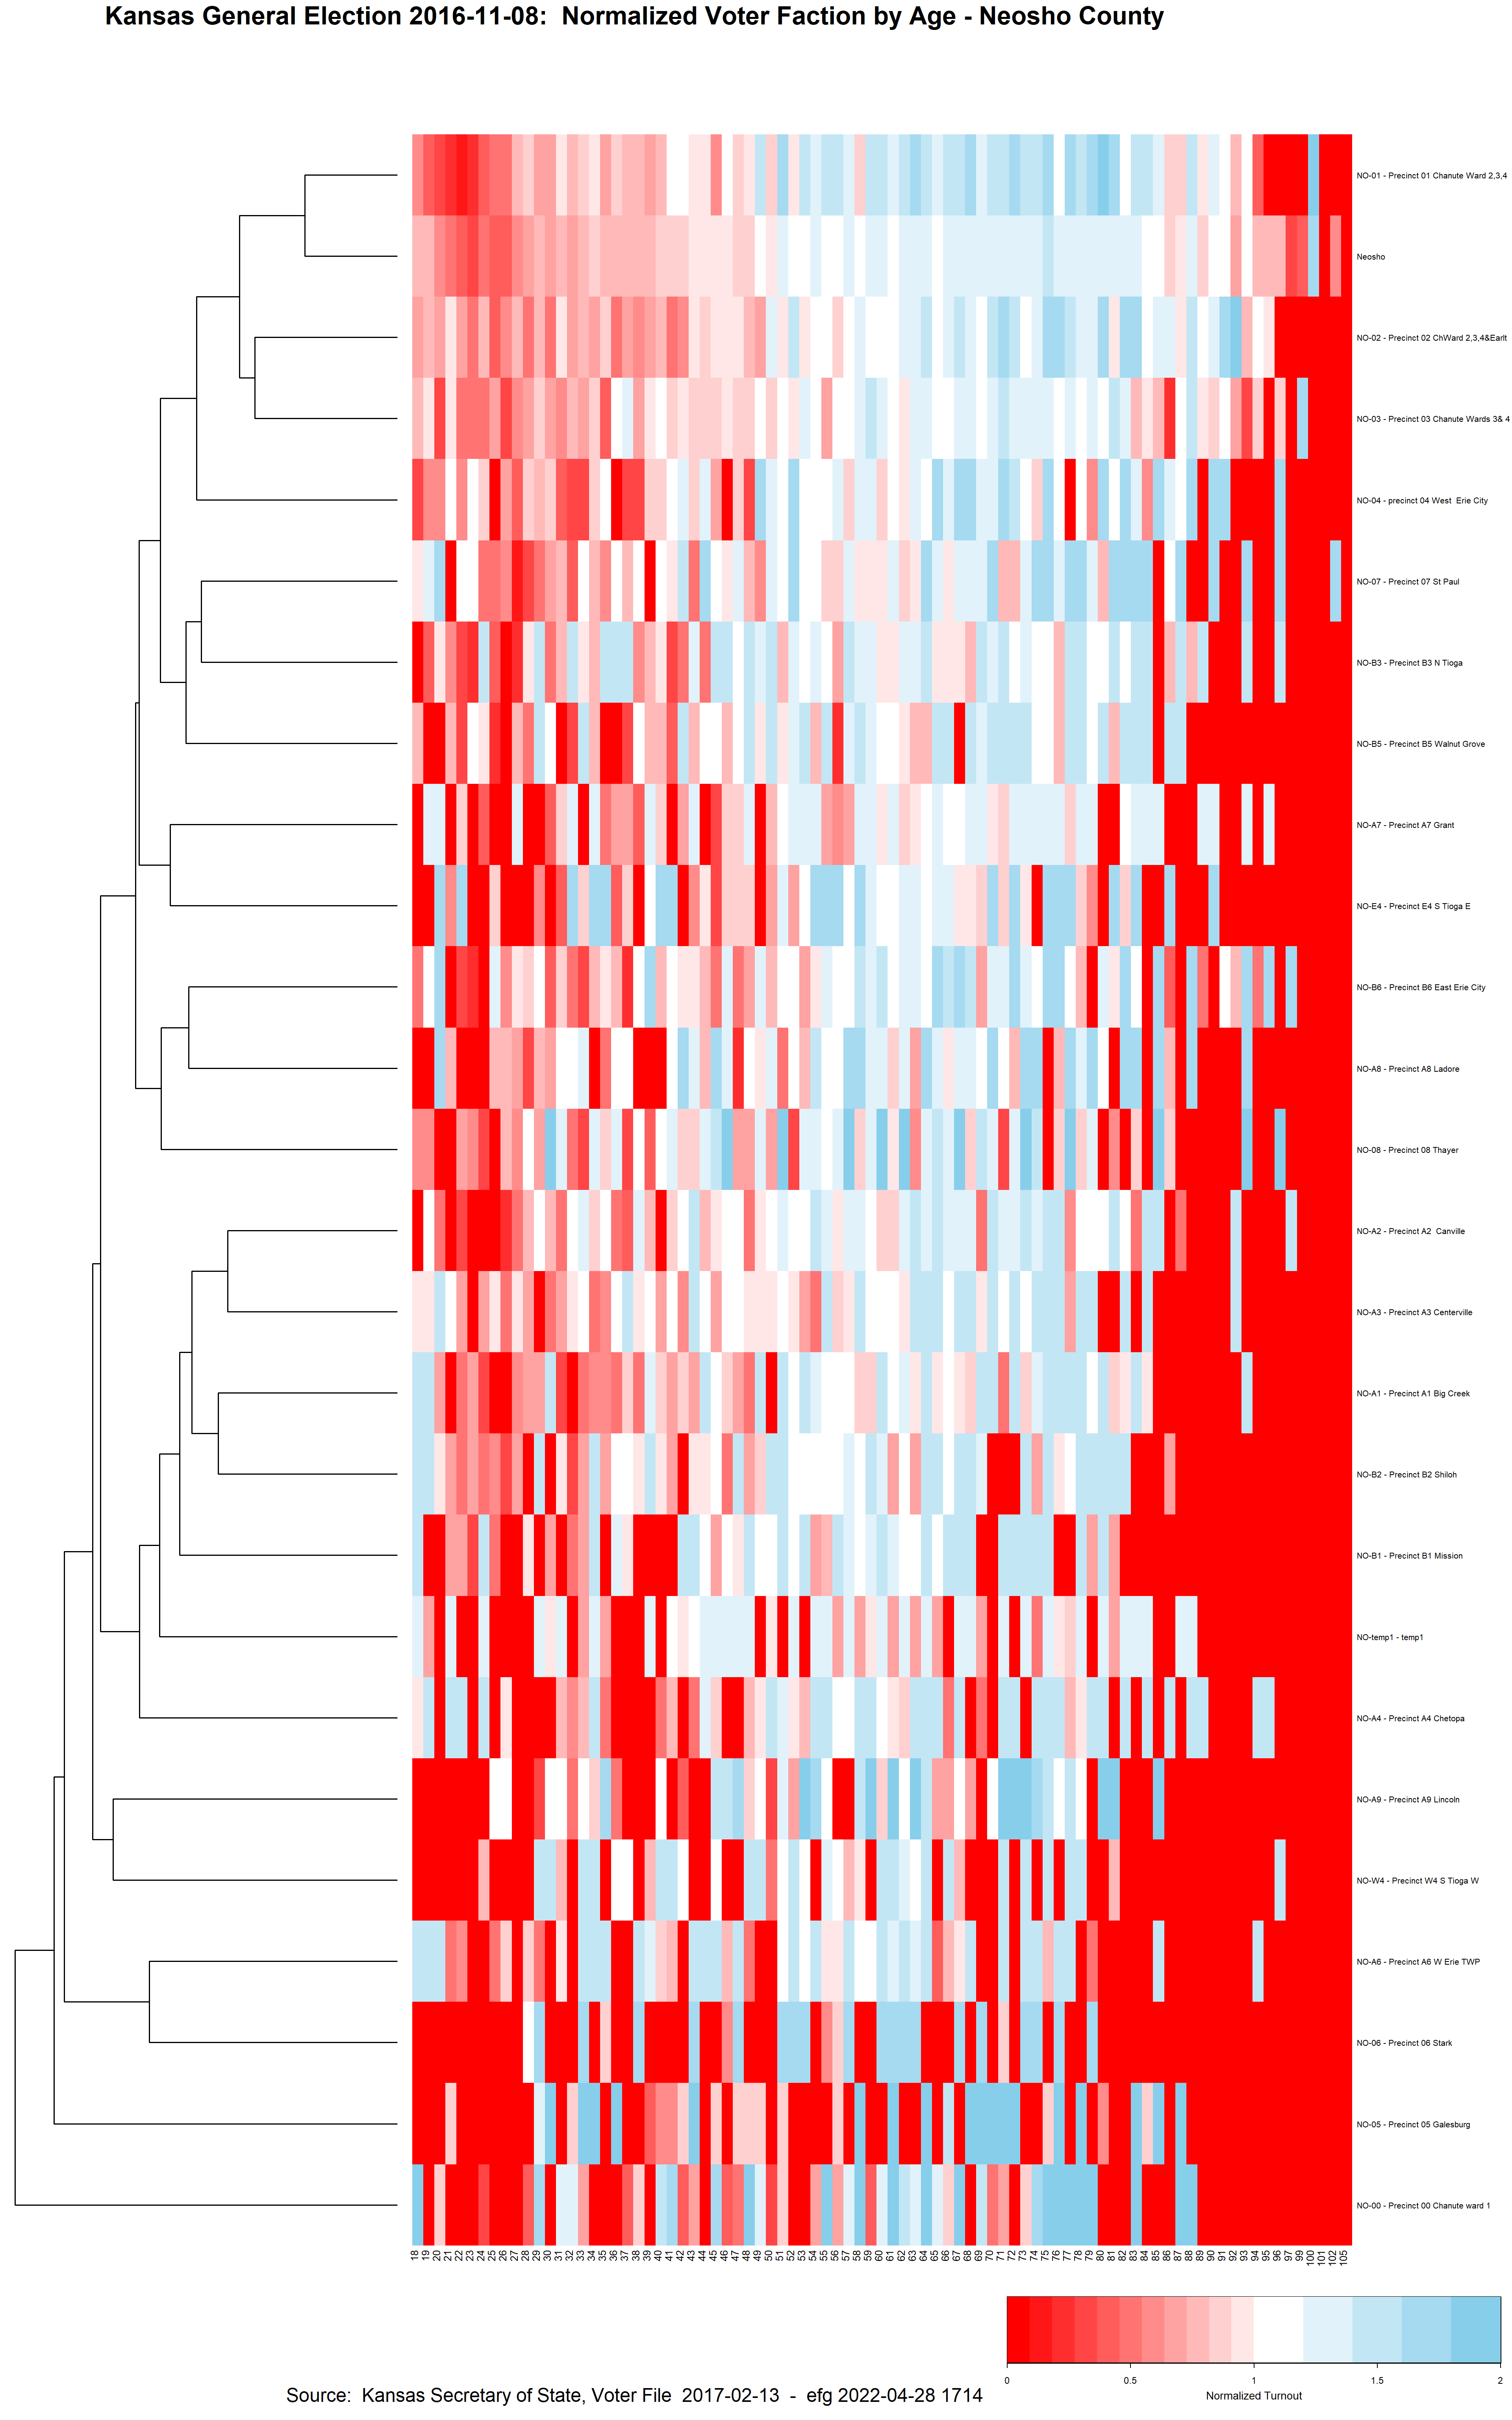 Kansas General Election 2016-11-08:  Normalized Voter Faction by Age - Neosho County
NO-01 - Precinct 01 Chanute Ward 2,3,4
Neosho
NO-02 - Precinct 02 ChWard 2,3,4&Earlt
NO-03 - Precinct 03 Chanute Wards 3& 4
NO-04 - precinct 04 West  Erie City
NO-07 - Precinct 07 St Paul
NO-B3 - Precinct B3 N Tioga
NO-B5 - Precinct B5 Walnut Grove
NO-A7 - Precinct A7 Grant
NO-E4 - Precinct E4 S Tioga E
NO-B6 - Precinct B6 East Erie City
NO-A8 - Precinct A8 Ladore
NO-08 - Precinct 08 Thayer
NO-A2 - Precinct A2  Canville
NO-A3 - Precinct A3 Centerville
NO-A1 - Precinct A1 Big Creek
NO-B2 - Precinct B2 Shiloh
NO-B1 - Precinct B1 Mission
NO-temp1 - temp1
NO-A4 - Precinct A4 Chetopa
NO-A9 - Precinct A9 Lincoln
NO-W4 - Precinct W4 S Tioga W
NO-A6 - Precinct A6 W Erie TWP
NO-06 - Precinct 06 Stark
NO-05 - Precinct 05 Galesburg
NO-00 - Precinct 00 Chanute ward 1
18 19 20 21 22 23 24 25 26 27 28 29 30 31 32 33 34 35 36 37 38 39 40 41 42 43 44 45 46 47 48 49 50 51 52 53 54 55 56 57 58 59 60 61 62 63 64 65 66 67 68 69 70 71 72 73 74 75 76 77 78 79 80 81 82 83 84 85 86 87 88 89 90 91 92 93 94 95 96 97 99 100 101 102 105
0 0.5 1 1.5 2
Normalized Turnout
Source:  Kansas Secretary of State, Voter File  2017-02-13  -  efg 2022-04-28 1714